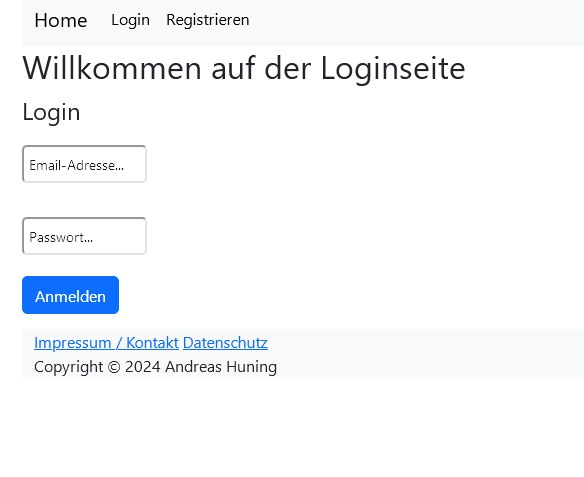 Home Login Registrieren
Willkommen auf der Loginseite
Login
Email-Adresse...
Passwort...
Anmelden
Impressum / Kontakt Datenschutz
Copyright © 2024 Andreas Huning